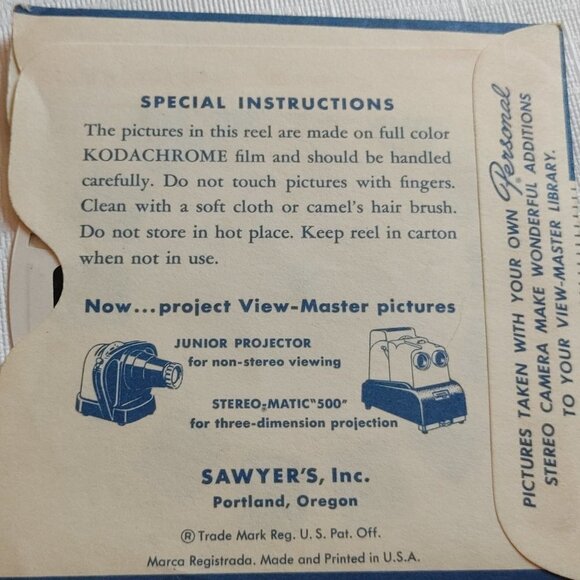 SPECIAL INSTRUCTIONS
The pictures in this reel are made on full color
KODACHROME film and should be handled
carefully. Do not touch pictures with fingers.
Clean with a soft cloth or camel's hair brush.
Do not store in hot place. Keep reel in carton
when not in use.
Now...project View-Master pictures
JUNIOR PROJECTOR
for non-stereo viewing
STEREO-MATIC "500"
for three-dimension projection
SAWYER'S, Inc.
Portland, Oregon
® Trade Mark Reg. U. S. Pat. Off.
Marca Registrada. Made and Printed in U.S.A.
PICTURES TAKEN WITH YOUR OWN Personal®
STEREO CAMERA MAKE WONDERFUL ADDITIONS
TO YOUR VIEW-MASTER LIBRARY.